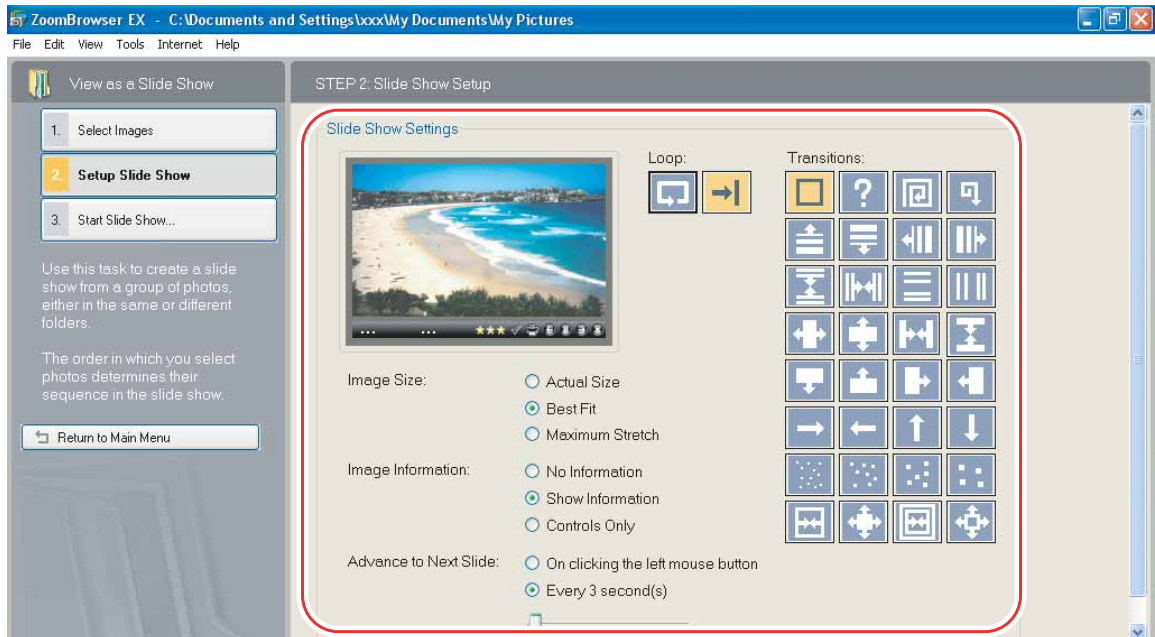 ZoomBrowser EX - C:\Documents and Settings\xxx\My Documents\My Pictures
File Edit View Tools Internet Help
View as a Slide Show
1. Select Images
2. Setup Slide Show
3. Start Slide Show...
Use this task to create a slide
show from a group of photos,
either in the same or different
folders.
The order in which you select
photos determines their
sequence in the slide show.
Return to Main Menu
STEP 2: Slide Show Setup
Slide Show Settings
... ...
Loop:
Transitions:
?
Image Size:
Actual Size
Best Fit
Maximum Stretch
Image Information:
No Information
Show Information
Controls Only
Advance to Next Slide:
On clicking the left mouse button
Every 3 second(s)